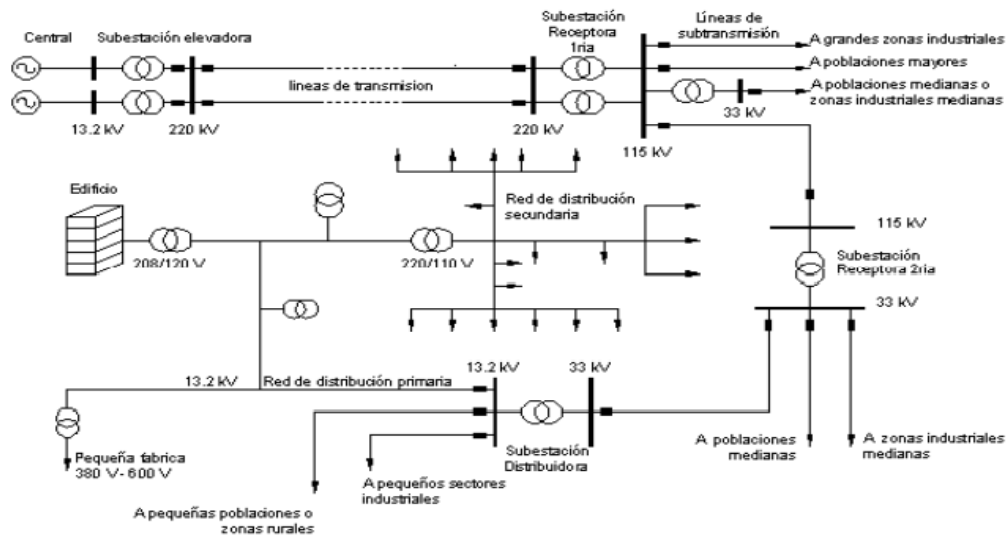 Central
Subestación elevadora
Subestación
Receptora
1ria
Líneas de
subtransmisión
A grandes zonas industriales
A poblaciones mayores
A poblaciones medianas o
zonas industriales medianas
lineas de transmision
13.2 kV
220 kV
220 kV
33 kV
115 kV
Edificio
Red de distribución
secundaria
208/120 V
220/110 V
115 kV
Subestación
Receptora 2ria
33 kV
13.2 kV
Red de distribución primaria
13.2 kV
33 kV
Pequeña fabrica
380 V- 600 V
Subestación
Distribuidora
A poblaciones
medianas
A zonas industriales
medianas
A pequeños sectores
industriales
A pequeñas poblaciones o
zonas rurales